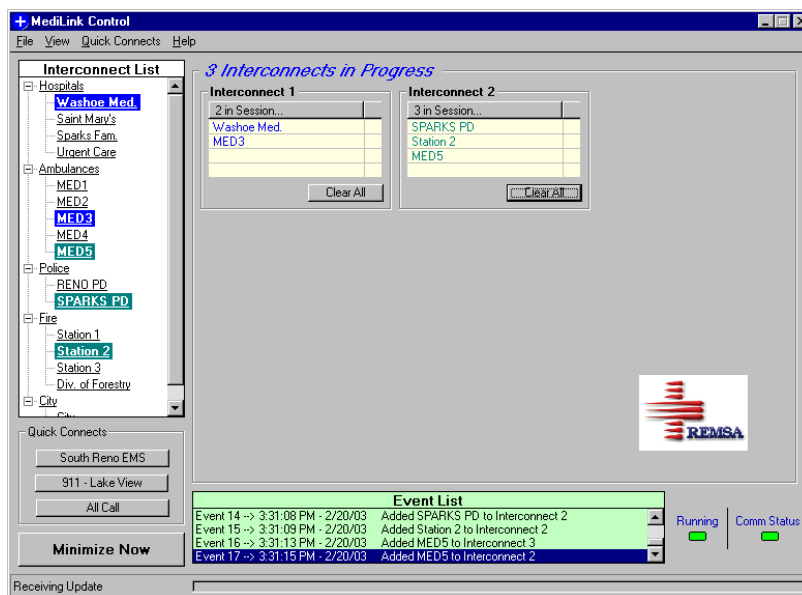 MediLink Control
File View Quick Connects Help
Interconnect List
Hospitals
Washoe Med.
Saint Mary's
Sparks Fam.
Urgent Care
Ambulances
MED1
MED2
MED3
MED4
MED5
Police
RENO PD
SPARKS PD
Fire
Station 1
Station 2
Station 3
Div. of Forestry
City
City
Quick Connects
South Reno EMS
911 - Lake View
All Call
Minimize Now
3 Interconnects in Progress
Interconnect 1
2 in Session...
Washoe Med.
MED3
Clear All
Interconnect 2
3 in Session...
SPARKS PD
Station 2
MED5
Clear All
REMSA
Event List
Event 14 --> 3:31:08 PM - 2/20/03 Added SPARKS PD to Interconnect 2
Event 15 --> 3:31:09 PM - 2/20/03 Added Station 2 to Interconnect 2
Event 16 --> 3:31:13 PM - 2/20/03 Added MED5 to Interconnect 3
Event 17 --> 3:31:15 PM - 2/20/03 Added MED5 to Interconnect 2
Running
Comm Status
Receiving Update